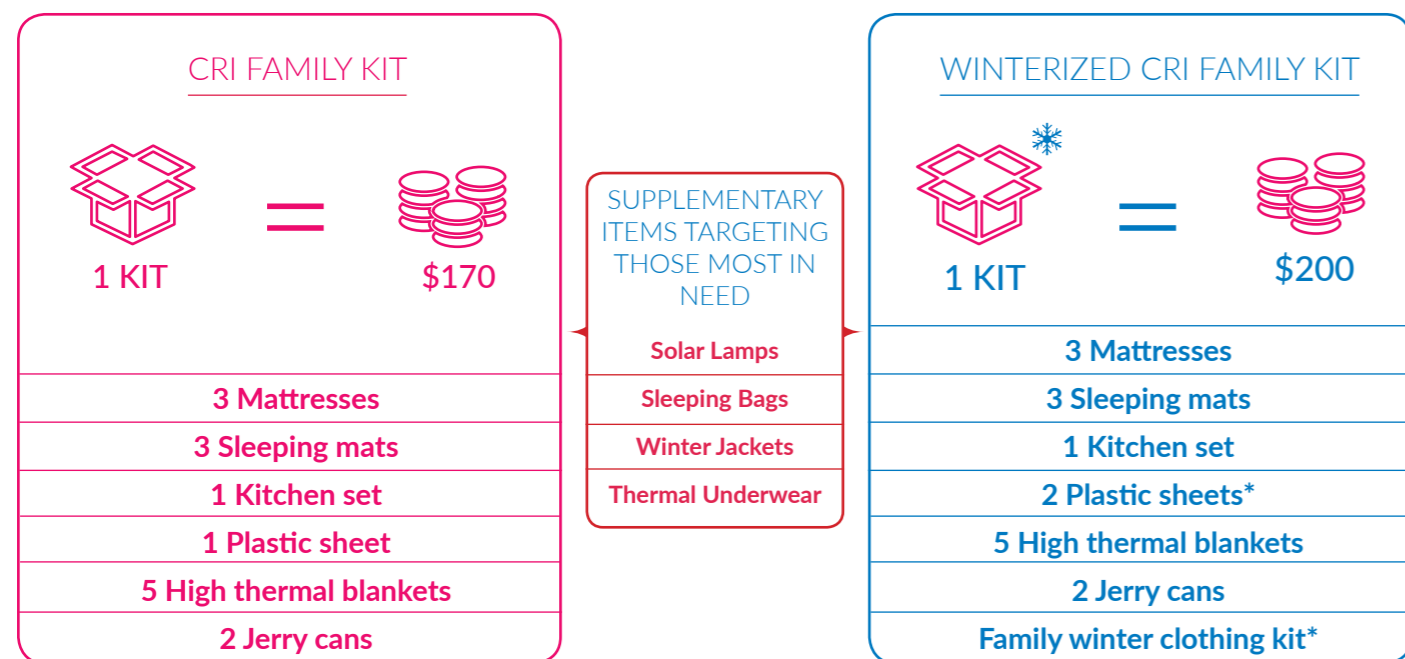 CRI FAMILY KIT
1 KIT
=
$170
3 Mattresses
3 Sleeping mats
1 Kitchen set
1 Plastic sheet
5 High thermal blankets
2 Jerry cans
SUPPLEMENTARY
ITEMS TARGETING
THOSE MOST IN
NEED
Solar Lamps
Sleeping Bags
Winter Jackets
Thermal Underwear
WINTERIZED CRI FAMILY KIT
1 KIT
=
$200
3 Mattresses
3 Sleeping mats
1 Kitchen set
2 Plastic sheets*
5 High thermal blankets
2 Jerry cans
Family winter clothing kit*